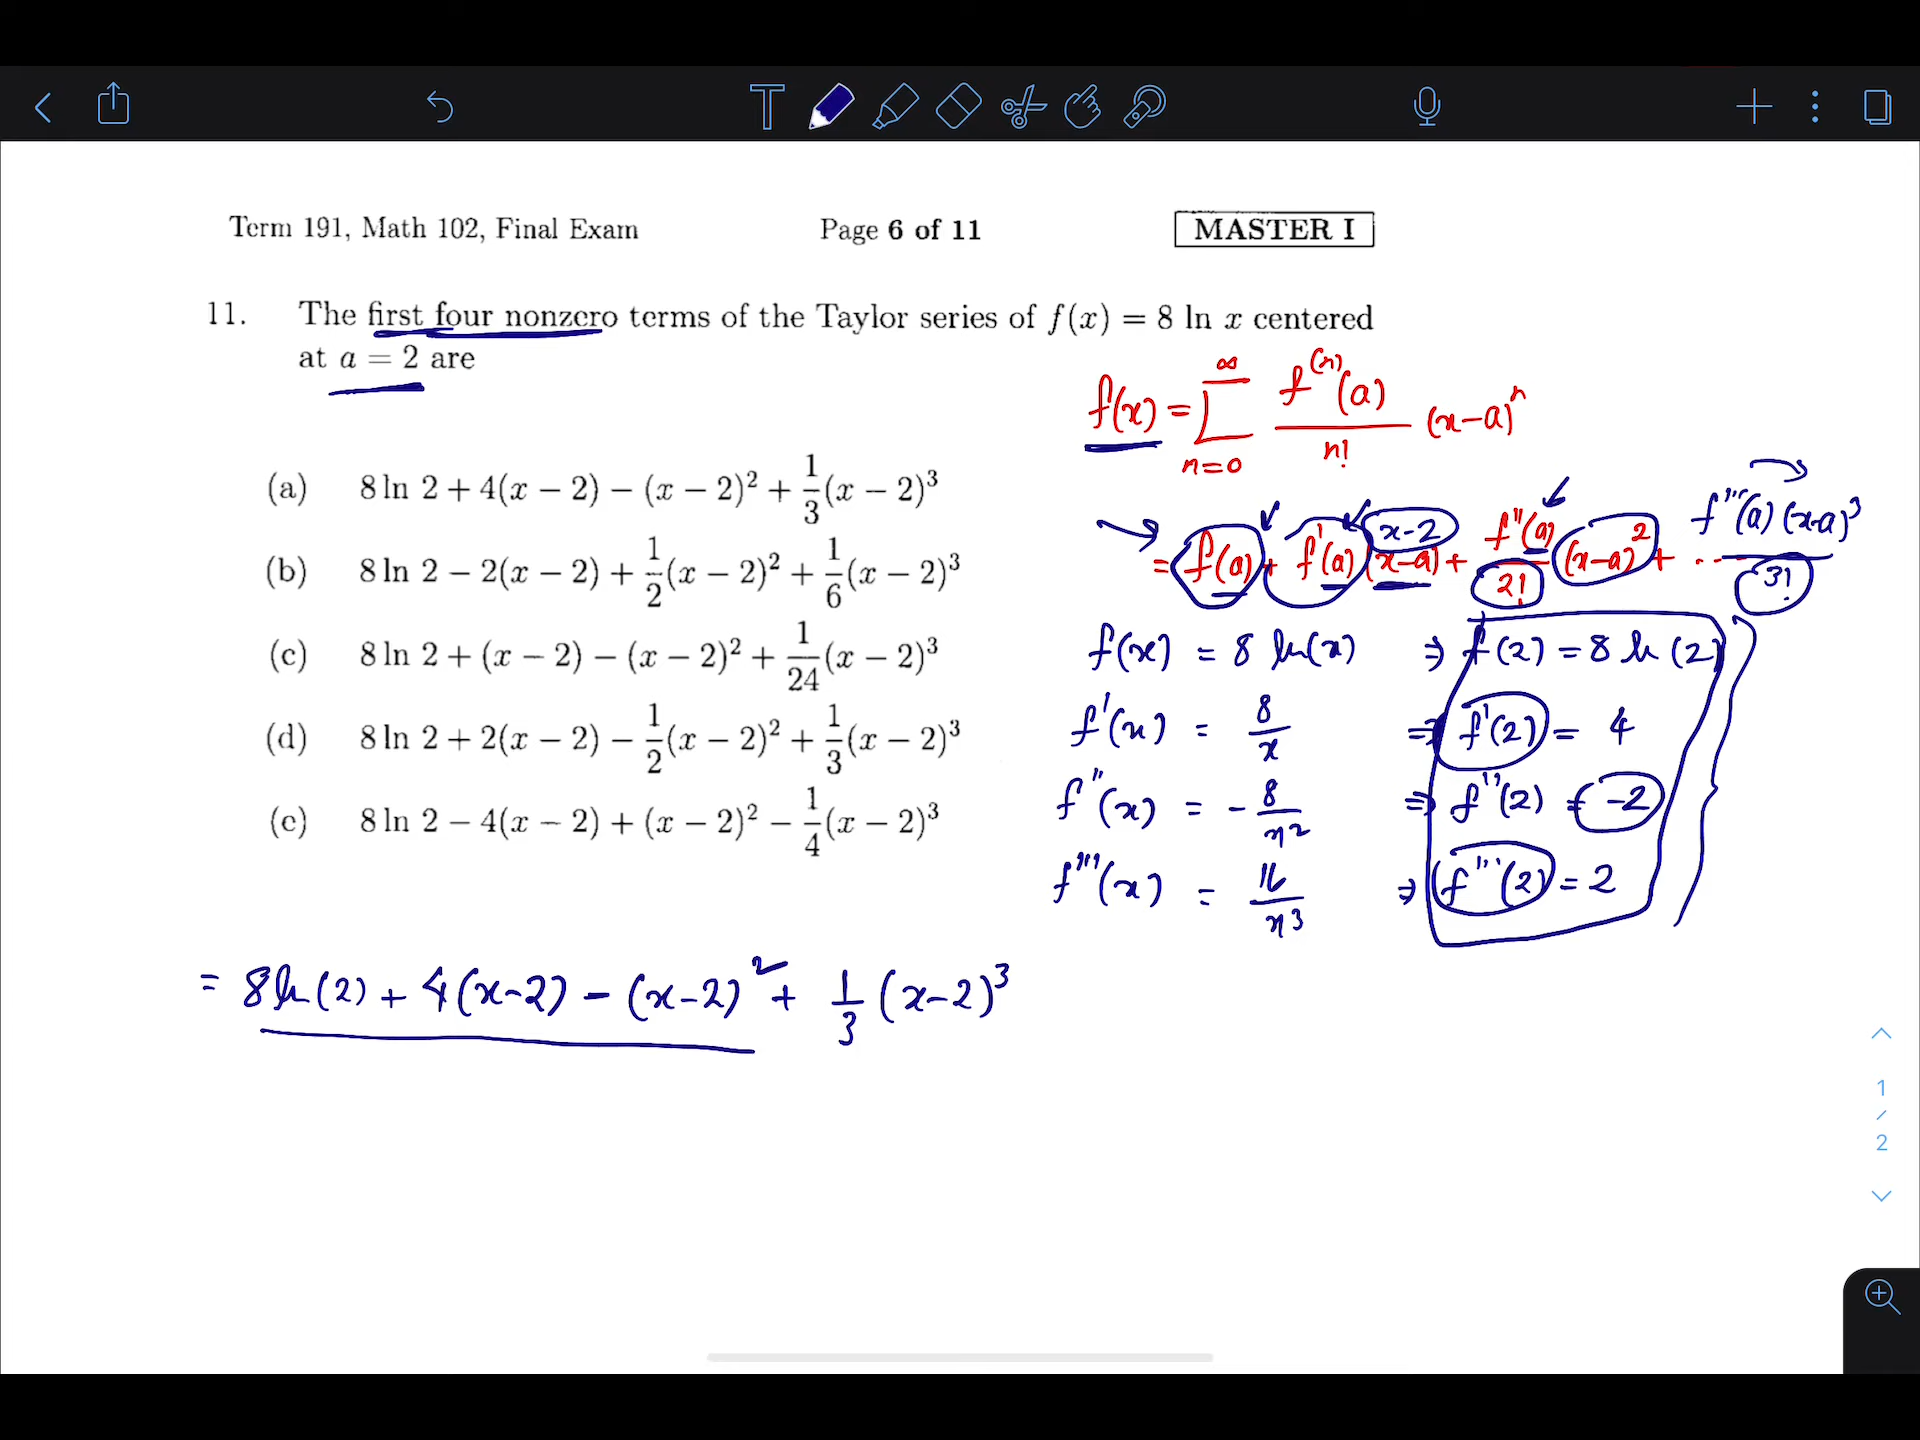 Term 191, Math 102, Final Exam Page 6 of 11 MASTER I
11. The first four nonzero terms of the Taylor series of f(x) = 8 ln x centered
at a = 2 are
f(x) = ∑_{n=0}^{∞} f^{(n)}(a)/n! (x-a)^n
(a) 8 ln 2 + 4(x − 2) − (x − 2)² + 1/3(x − 2)³
(b) 8 ln 2 − 2(x − 2) + 1/2(x − 2)² + 1/6(x − 2)³
(c) 8 ln 2 + (x − 2) − (x − 2)² + 1/24(x − 2)³
(d) 8 ln 2 + 2(x − 2) − 1/2(x − 2)² + 1/3(x − 2)³
(e) 8 ln 2 − 4(x − 2) + (x − 2)² − 1/4(x − 2)³
x-2
= f(a) + f'(a)(x-a) + f''(a)/2! (x-a)² + ... f'''(a)(x-a)³/3!
f(x) = 8 ln(x) ⇒ f(2) = 8 ln(2)
f'(x) = 8/x ⇒ f'(2) = 4
f''(x) = -8/x² ⇒ f''(2) = -2
f'''(x) = 16/x³ ⇒ f'''(2) = 2
= 8 ln(2) + 4(x-2) - (x-2)² + 1/3 (x-2)³
1
/
2